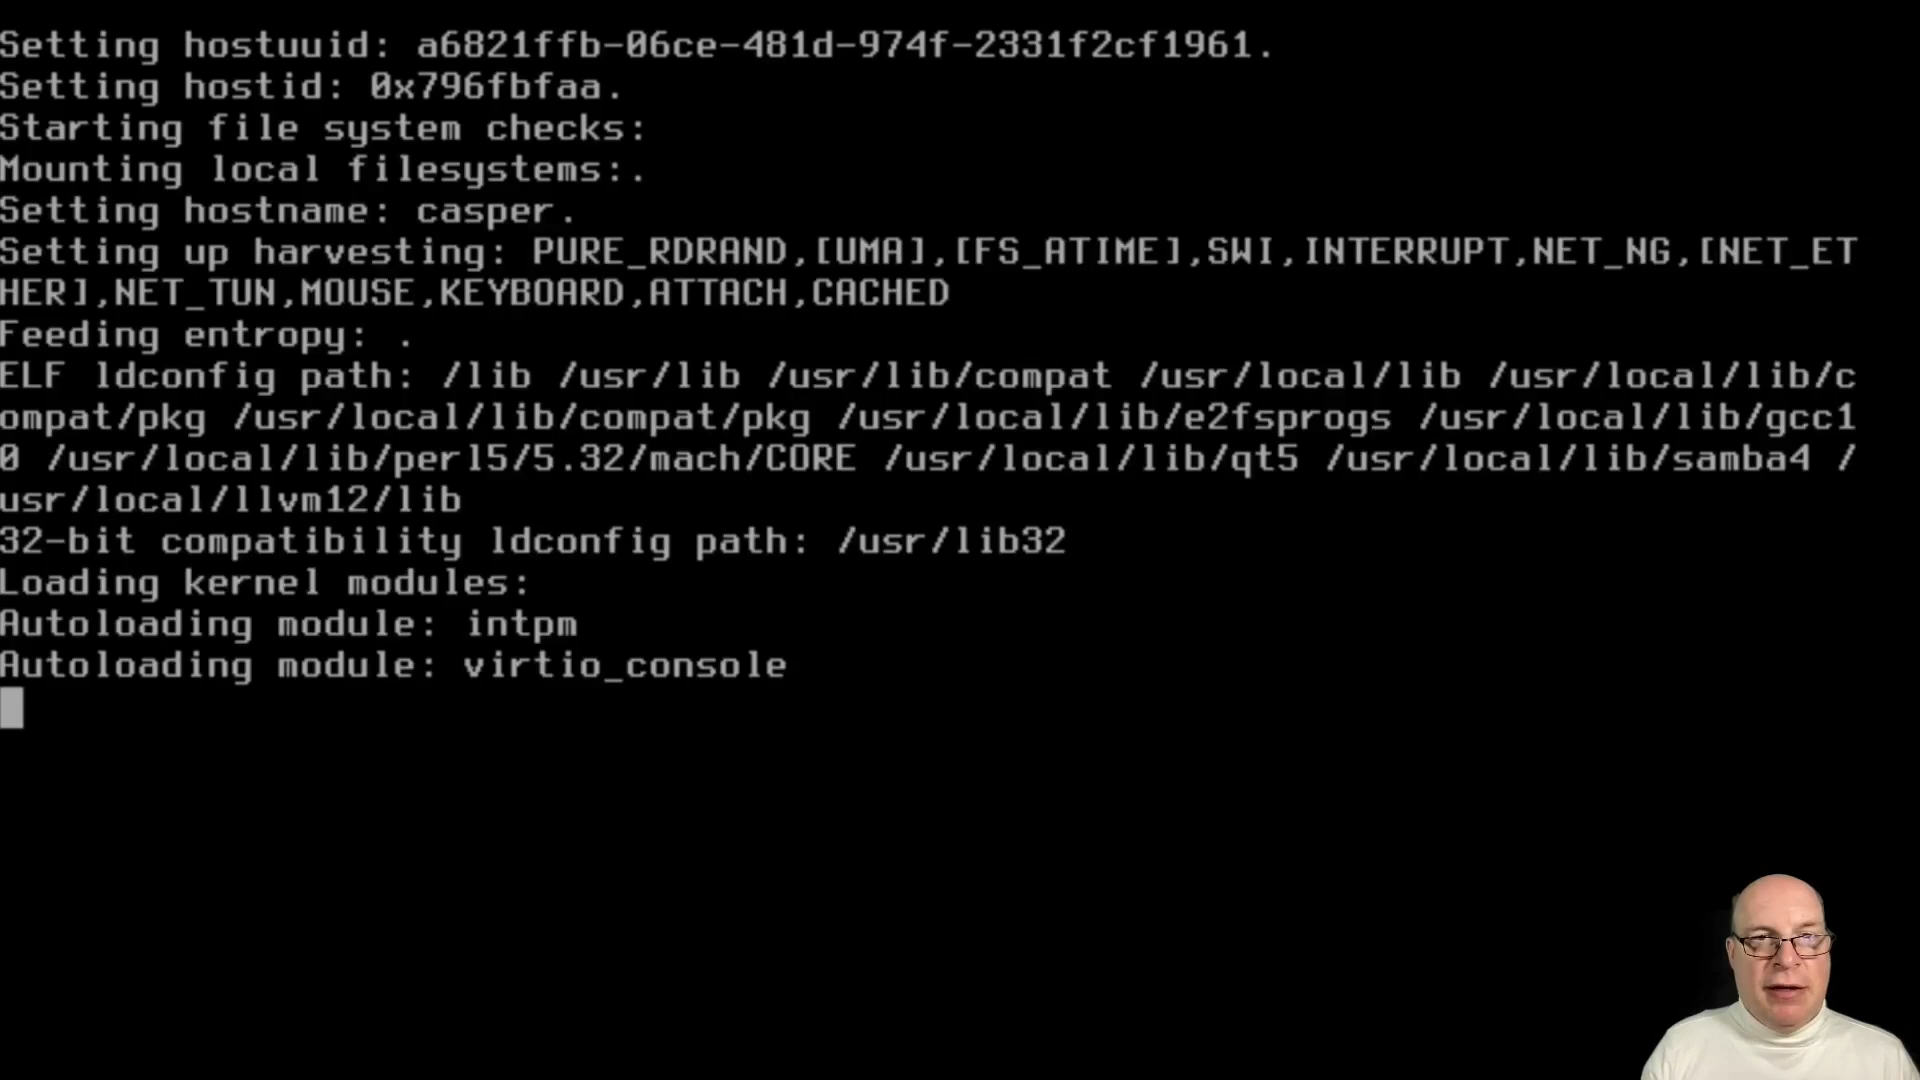 Setting hostuuid: a6821ffb-06ce-481d-974f-2331f2cf1961.
Setting hostid: 0x796fbfaa.
Starting file system checks:
Mounting local filesystems:.
Setting hostname: casper.
Setting up harvesting: PURE_RDRAND,[UMA],[FS_ATIME],SWI,INTERRUPT,NET_NG,[NET_ET
HER],NET_TUN,MOUSE,KEYBOARD,ATTACH,CACHED
Feeding entropy: .
ELF ldconfig path: /lib /usr/lib /usr/lib/compat /usr/local/lib /usr/local/lib/c
ompat/pkg /usr/local/lib/compat/pkg /usr/local/lib/e2fsprogs /usr/local/lib/gcc1
0 /usr/local/lib/perl5/5.32/mach/CORE /usr/local/lib/qt5 /usr/local/lib/samba4 /
usr/local/llvm12/lib
32-bit compatibility ldconfig path: /usr/lib32
Loading kernel modules:
Autoloading module: intpm
Autoloading module: virtio_console